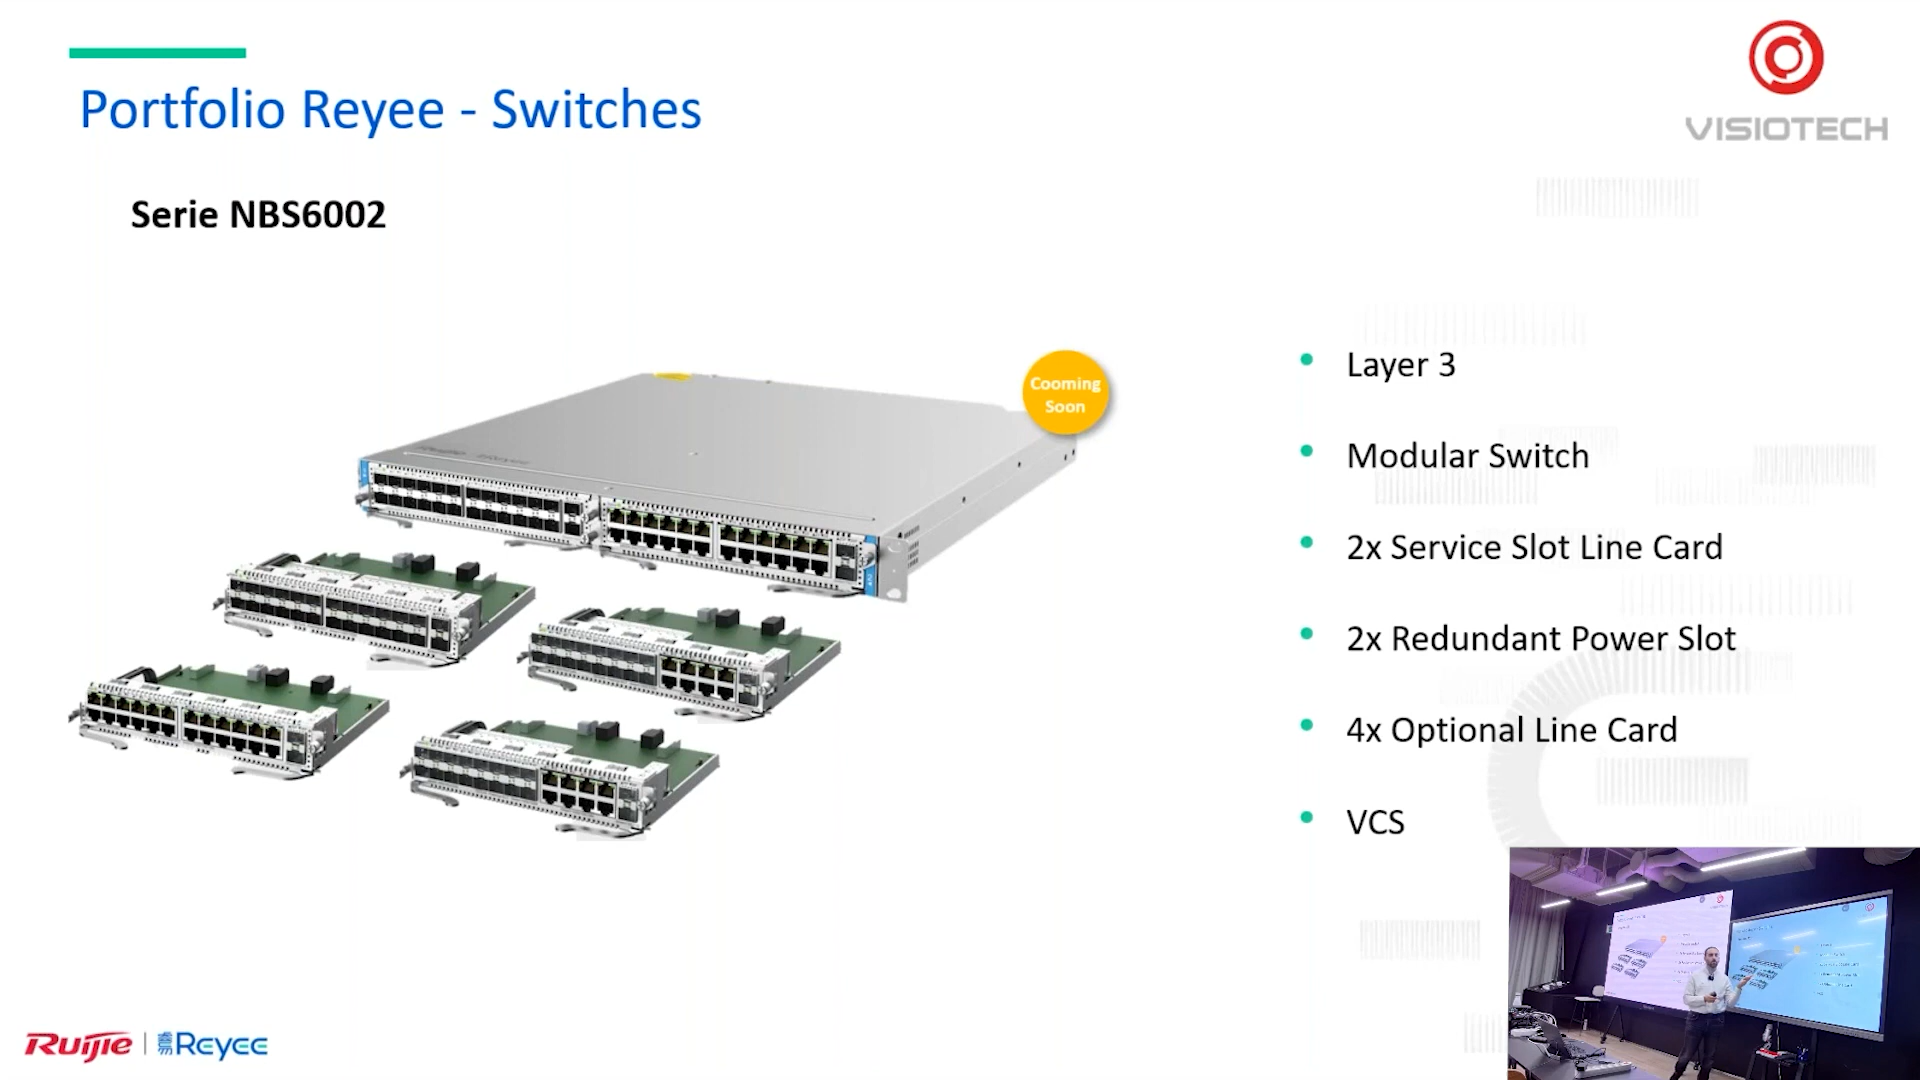 Portfolio Reyee - Switches
VISIOTECH
Serie NBS6002
Cooming
Soon
Layer 3
Modular Switch
2x Service Slot Line Card
2x Redundant Power Slot
4x Optional Line Card
VCS
Ruijie | Reyee